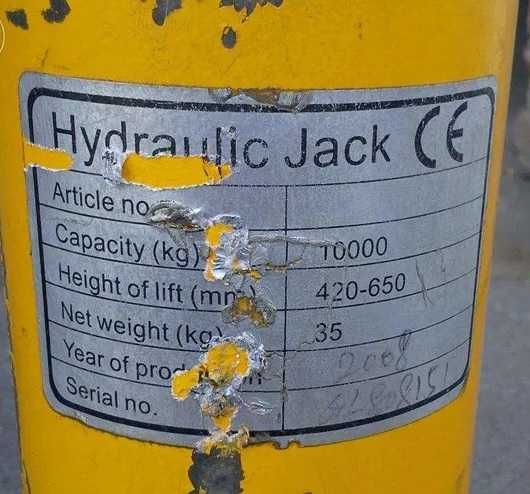 Hydraulic Jack CE
Article no.
Capacity (kg) 10000
Height of lift (mm) 420-650
Net weight (kg) 35
Year of production 2008
Serial no.